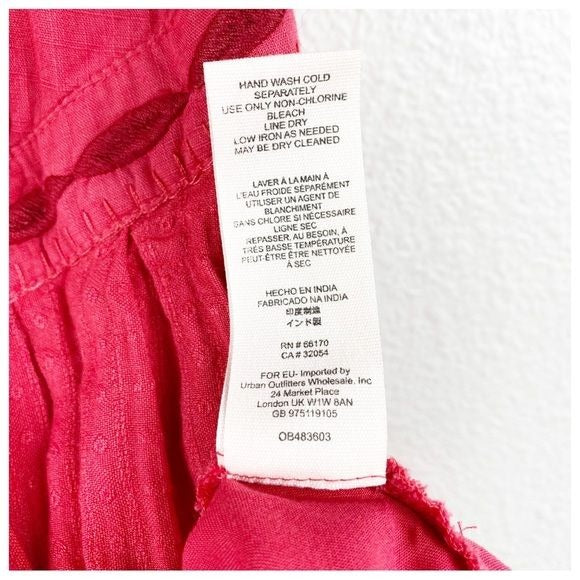 HAND WASH COLD
SEPARATELY
USE ONLY NON-CHLORINE
BLEACH
LINE DRY
LOW IRON AS NEEDED
MAY BE DRY CLEANED
LAVER À LA MAIN À
L'EAU FROIDE SÉPARÉMENT
UTILISER UN AGENT DE
BLANCHIMENT
SANS CHLORE SI NÉCESSAIRE
LIGNE SEC
REPASSER, AU BESOIN, À
TRÈS BASSE TEMPÉRATURE
PEUT-ÊTRE ÊTRE NETTOYÉE
À SEC
HECHO EN INDIA
FABRICADO NA INDIA
印度制造
インド製
RN # 66170
CA # 32054
FOR EU- Imported by
Urban Outfitters Wholesale, Inc
24 Market Place
London UK W1W 8AN
GB 975119105
OB483603